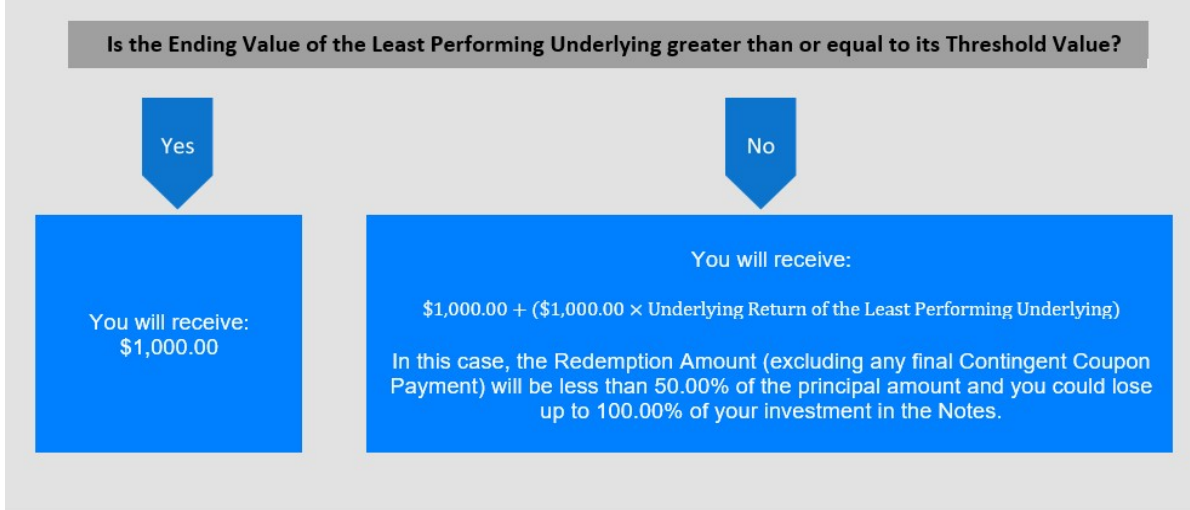 Is the Ending Value of the Least Performing Underlying greater than or equal to its Threshold Value?
Yes
No
You will receive:
$1,000.00
You will receive:
$1,000.00 + ($1,000.00 × Underlying Return of the Least Performing Underlying)
In this case, the Redemption Amount (excluding any final Contingent Coupon
Payment) will be less than 50.00% of the principal amount and you could lose
up to 100.00% of your investment in the Notes.